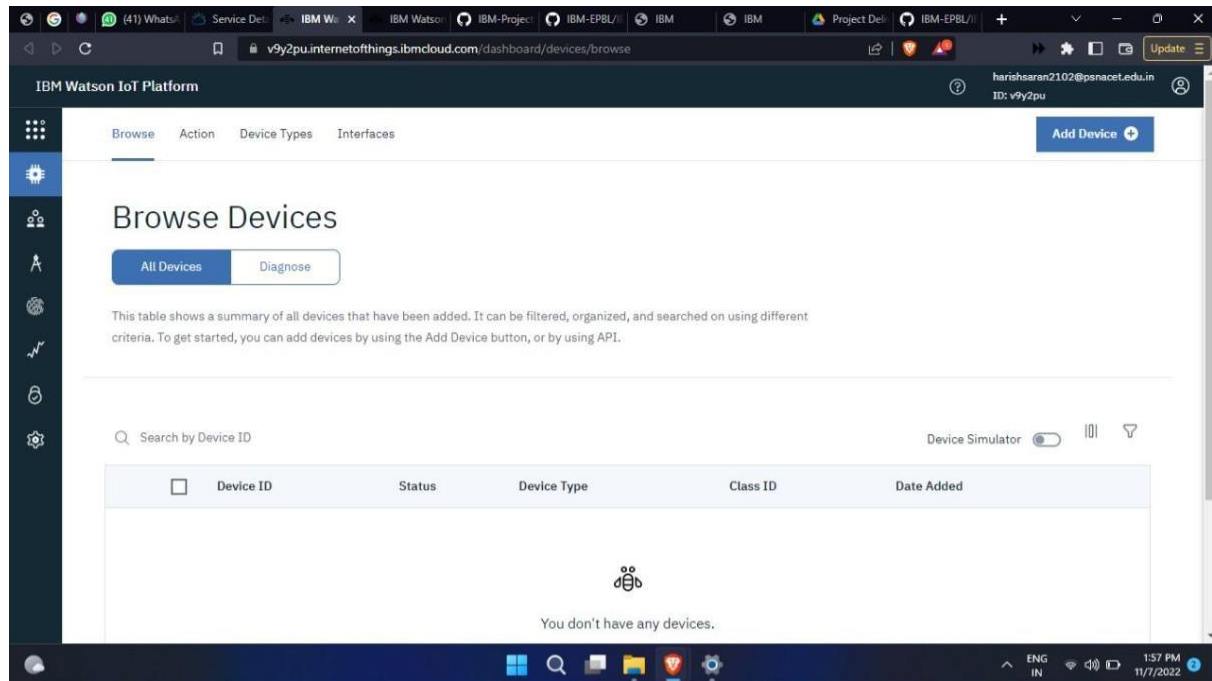 (41) WhatsA Service Deta IBM Wa IBM Watson IBM-Project IBM-EPBL/I IBM IBM Project Deli IBM-EPBL/I
v9y2pu.internetofthings.ibmcloud.com/dashboard/devices/browse Update
IBM Watson IoT Platform
harishsaran2102@psnacet.edu.in
ID: v9y2pu
Browse Action Device Types Interfaces Add Device
Browse Devices
All Devices Diagnose
This table shows a summary of all devices that have been added. It can be filtered, organized, and searched on using different
criteria. To get started, you can add devices by using the Add Device button, or by using API.
Search by Device ID Device Simulator
Device ID Status Device Type Class ID Date Added
You don't have any devices.
ENG 1:57 PM
IN 11/7/2022 2